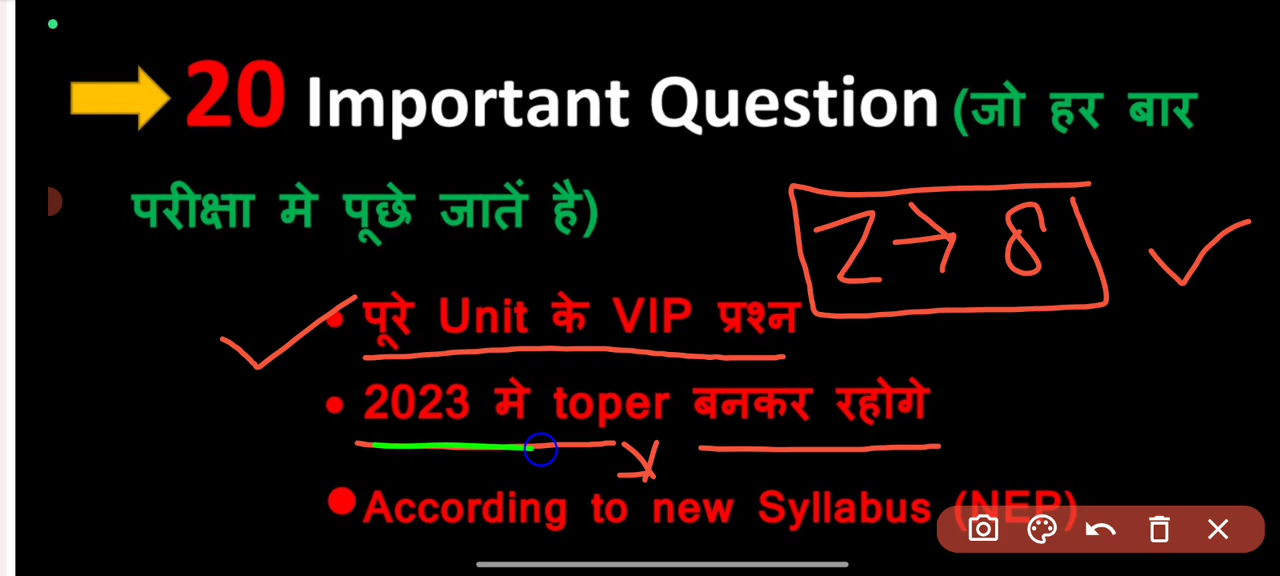 20 Important Question (जो हर बार
परीक्षा मे पूछे जातें है)
2 → 8
• पूरे Unit के VIP प्रश्न
• 2023 मे toper बनकर रहोगे
• According to new Syllabus (NEP)